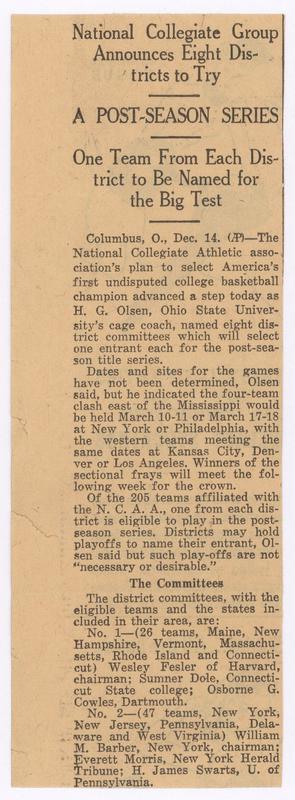 National Collegiate Group
Announces Eight Dis-
tricts to Try
A POST-SEASON SERIES
One Team From Each Dis-
trict to Be Named for
the Big Test
Columbus, O., Dec. 14. (AP)—The
National Collegiate Athletic asso-
ciation's plan to select America's
first undisputed college basketball
champion advanced a step today as
H. G. Olsen, Ohio State Univer-
sity's cage coach, named eight dis-
trict committees which will select
one entrant each for the post-sea-
son title series.
Dates and sites for the games
have not been determined, Olsen
said, but he indicated the four-team
clash east of the Mississippi would
be held March 10-11 or March 17-18
at New York or Philadelphia, with
the western teams meeting the
same dates at Kansas City, Den-
ver or Los Angeles. Winners of the
sectional frays will meet the fol-
lowing week for the crown.
Of the 205 teams affiliated with
the N. C. A. A., one from each dis-
trict is eligible to play in the post-
season series. Districts may hold
playoffs to name their entrant, Ol-
sen said but such play-offs are not
"necessary or desirable."
The Committees
The district committees, with the
eligible teams and the states in-
cluded in their area, are:
No. 1—(26 teams, Maine, New
Hampshire, Vermont, Massachu-
setts, Rhode Island and Connecti-
cut) Wesley Fesler of Harvard,
chairman; Sumner Dole, Connecti-
cut State college; Osborne G.
Cowles, Dartmouth.
No. 2—(47 teams, New York,
New Jersey, Pennsylvania, Dela-
ware and West Virginia) William
M. Barber, New York, chairman;
Everett Morris, New York Herald
Tribune; H. James Swarts, U. of
Pennsylvania.